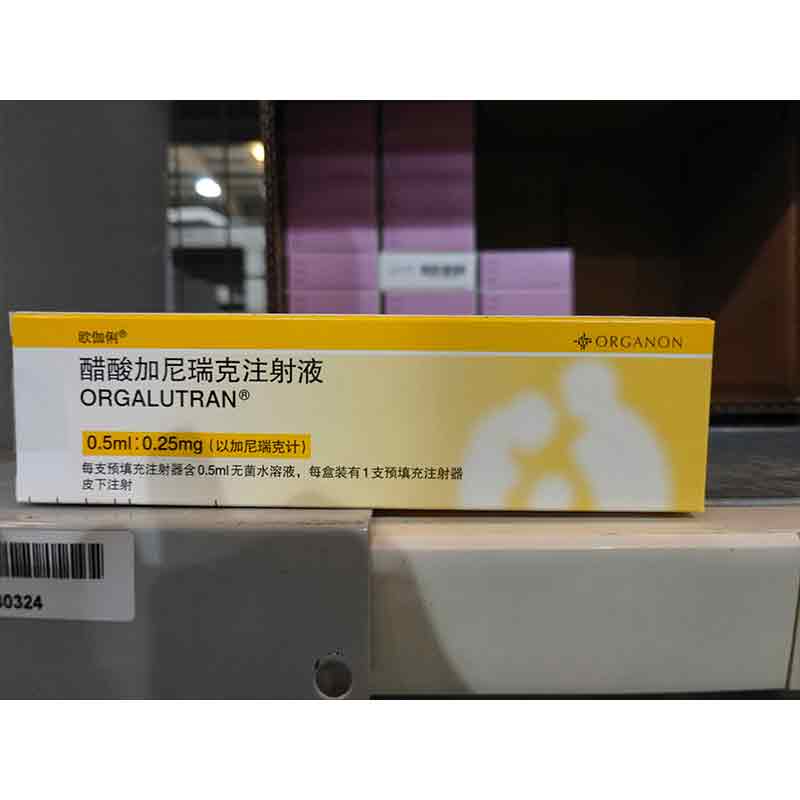 欧伽俐®
ORGANON
醋酸加尼瑞克注射液
ORGALUTRAN®
0.5ml:0.25mg (以加尼瑞克计)
每支预填充注射器含0.5ml无菌水溶液，每盒装有1支预填充注射器
皮下注射
0324